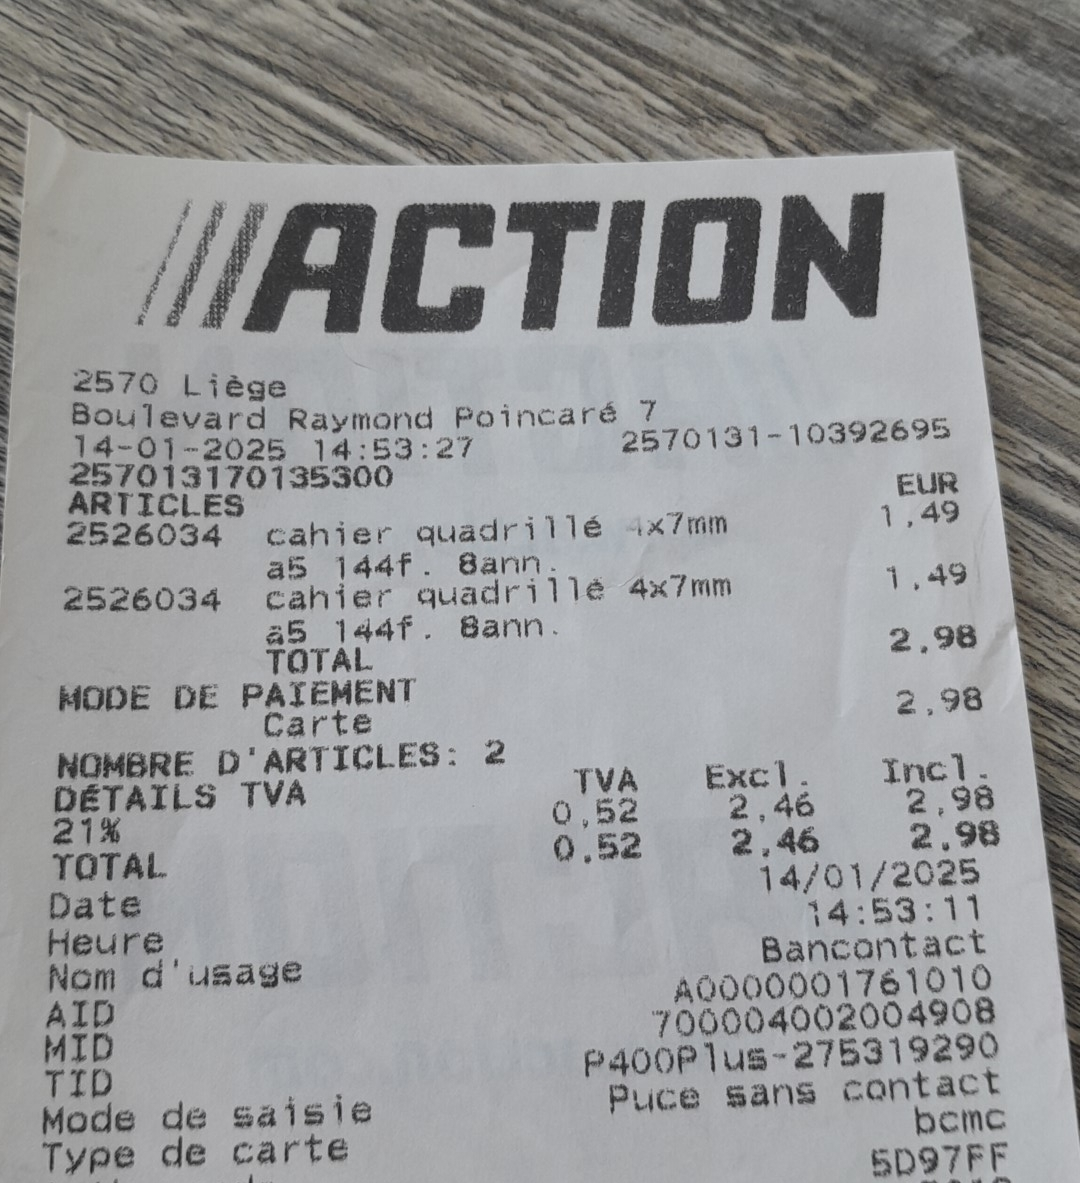 ACTION
2570 Liège
Boulevard Raymond Poincaré 7
14-01-2025 14:53:27 2570131-10392695
257013170135300
ARTICLES EUR
2526034 cahier quadrillé 4x7mm 1,49
a5 144f. 8ann.
2526034 cahier quadrillé 4x7mm 1,49
a5 144f. 8ann.
TOTAL 2,98
MODE DE PAIEMENT
Carte 2,98
NOMBRE D'ARTICLES: 2
DÉTAILS TVA TVA Excl. Incl.
21% 0,52 2,46 2,98
TOTAL 0,52 2,46 2,98
Date 14/01/2025
Heure 14:53:11
Nom d'usage Bancontact
AID A0000001761010
MID 700004002004908
TID P400Plus-275319290
Mode de saisie Puce sans contact
Type de carte bcmc
5D97FF